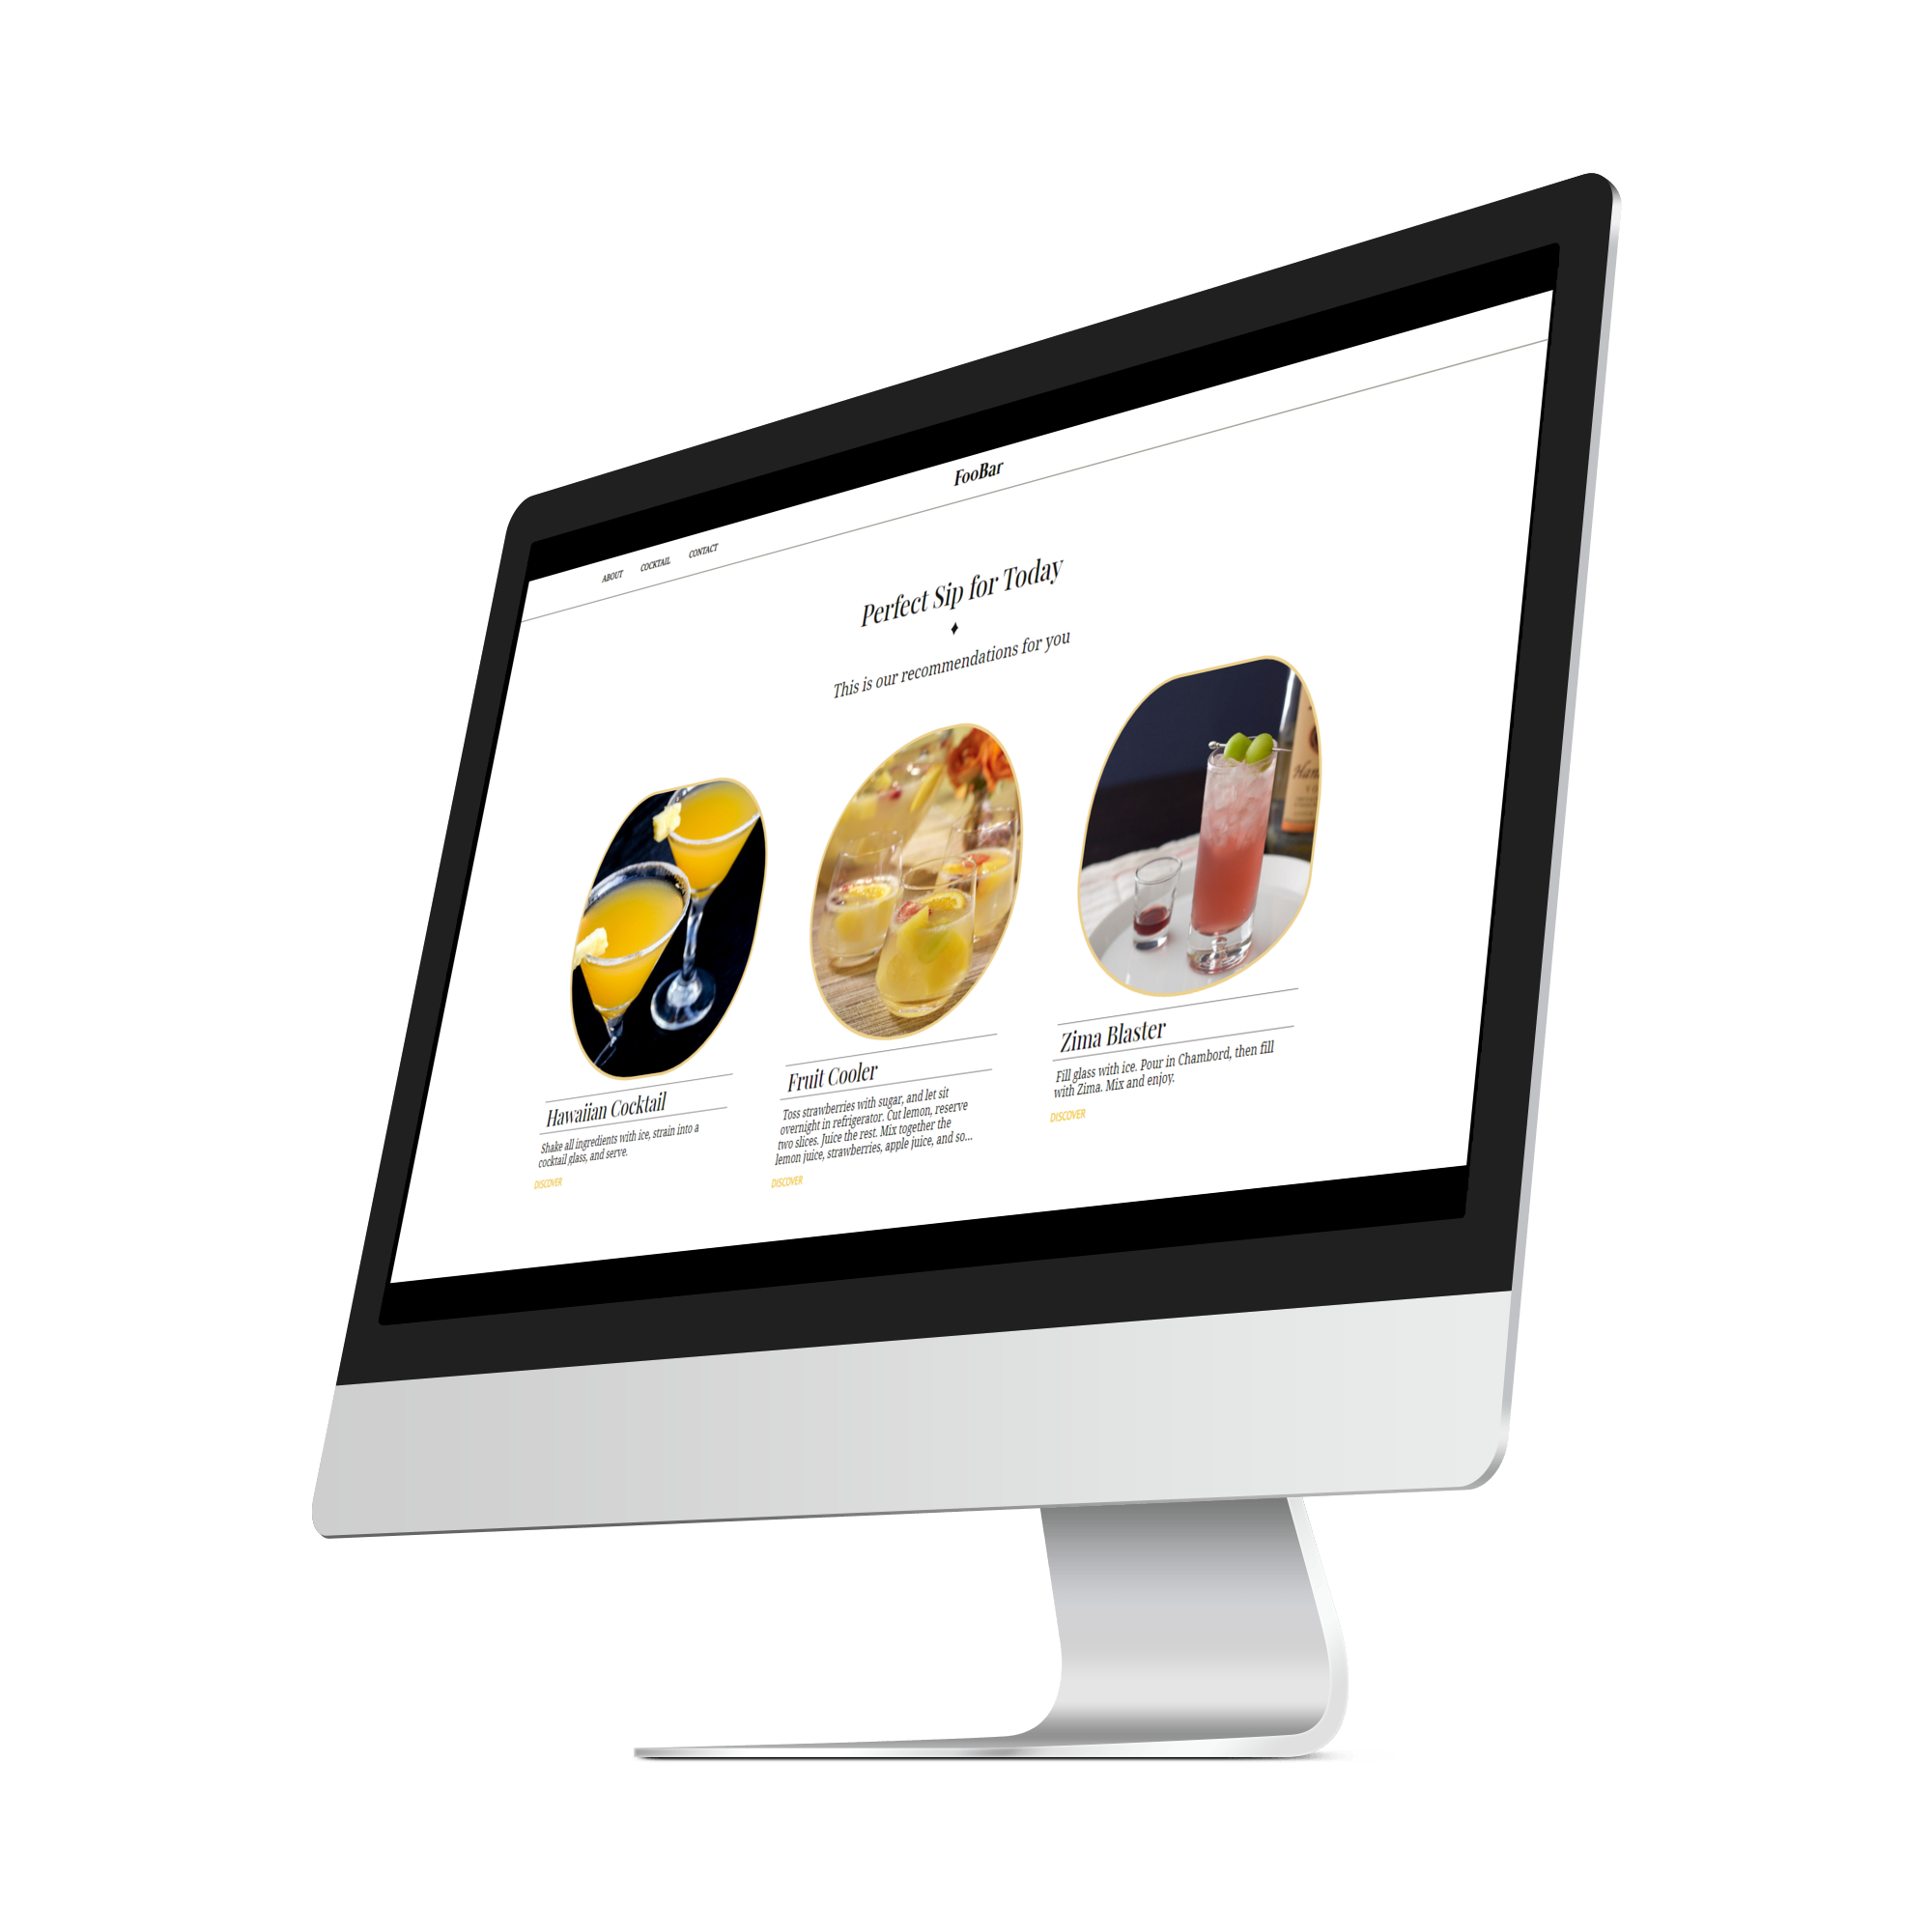 FooBar
ABOUT COCKTAIL CONTACT
Perfect Sip for Today
This is our recommendations for you
Hawaiian Cocktail
Shake all ingredients with ice, strain into a
cocktail glass, and serve.
DISCOVER
Fruit Cooler
Toss strawberries with sugar, and let sit
overnight in refrigerator. Cut lemon, reserve
two slices. Juice the rest. Mix together the
lemon juice, strawberries, apple juice, and so...
DISCOVER
Zima Blaster
Fill glass with ice. Pour in Chambord, then fill
with Zima. Mix and enjoy.
DISCOVER